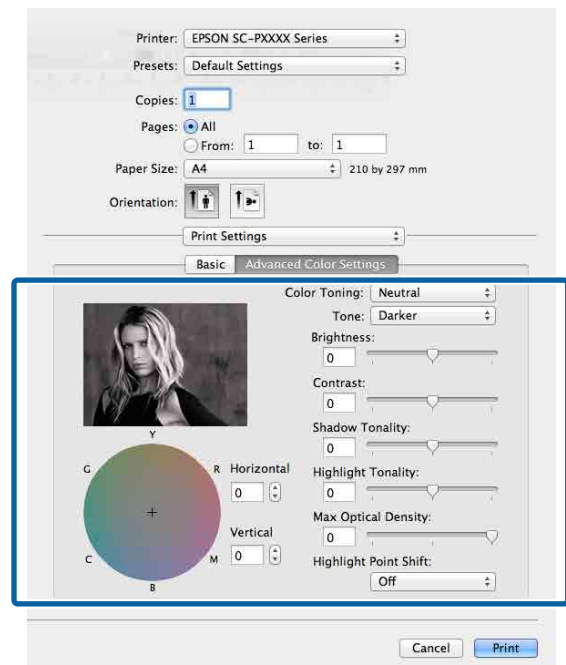 Printer: EPSON SC-PXXXX Series
Presets: Default Settings
Copies: 1
Pages: All
From: 1 to: 1
Paper Size: A4 210 by 297 mm
Orientation:
Print Settings
Basic Advanced Color Settings
Color Toning: Neutral
Tone: Darker
Brightness:
0
Contrast:
0
Shadow Tonality:
0
Highlight Tonality:
0
Max Optical Density:
0
Highlight Point Shift:
Off
Y
G R
C M
B
Horizontal
0
Vertical
0
Cancel Print